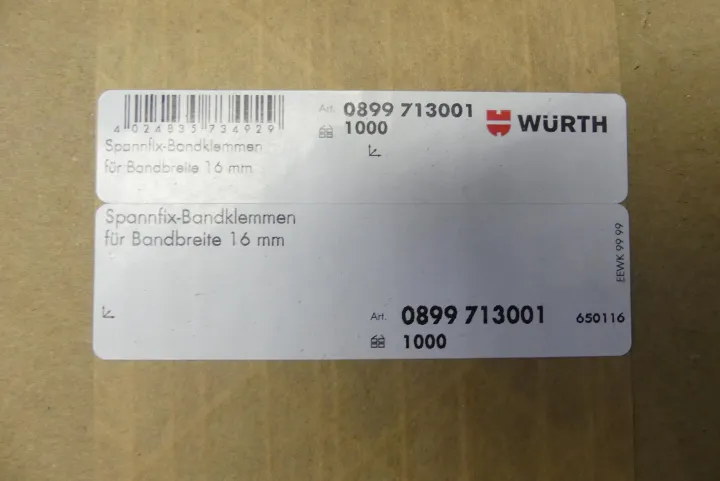 4 024835 734929
Art. 0899 713001
1000
WÜRTH
Spannfix-Bandklemmen
für Bandbreite 16 mm
Spannfix-Bandklemmen
für Bandbreite 16 mm
EEWK 99 99
Art. 0899 713001 650116
1000